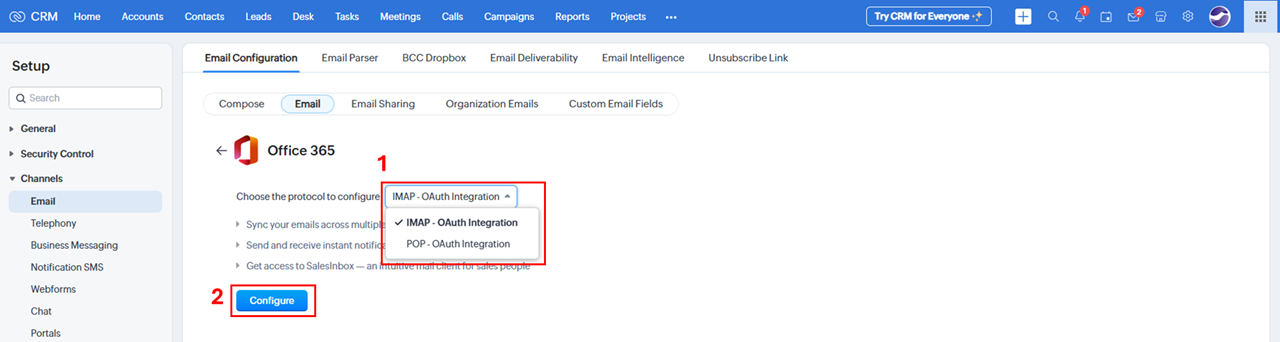 CRM Home Accounts Contacts Leads Desk Tasks Meetings Calls Campaigns Reports Projects ••• Try CRM for Everyone 1 2
Setup
Search
General
Security Control
Channels
Email
Telephony
Business Messaging
Notification SMS
Webforms
Chat
Portals
Email Configuration Email Parser BCC Dropbox Email Deliverability Email Intelligence Unsubscribe Link
Compose Email Email Sharing Organization Emails Custom Email Fields
Office 365
1
Choose the protocol to configure IMAP - OAuth Integration
IMAP - OAuth Integration
POP - OAuth Integration
Sync your emails across multiple
Send and receive instant notifica
Get access to SalesInbox — an intuitive mail client for sales people
2 Configure